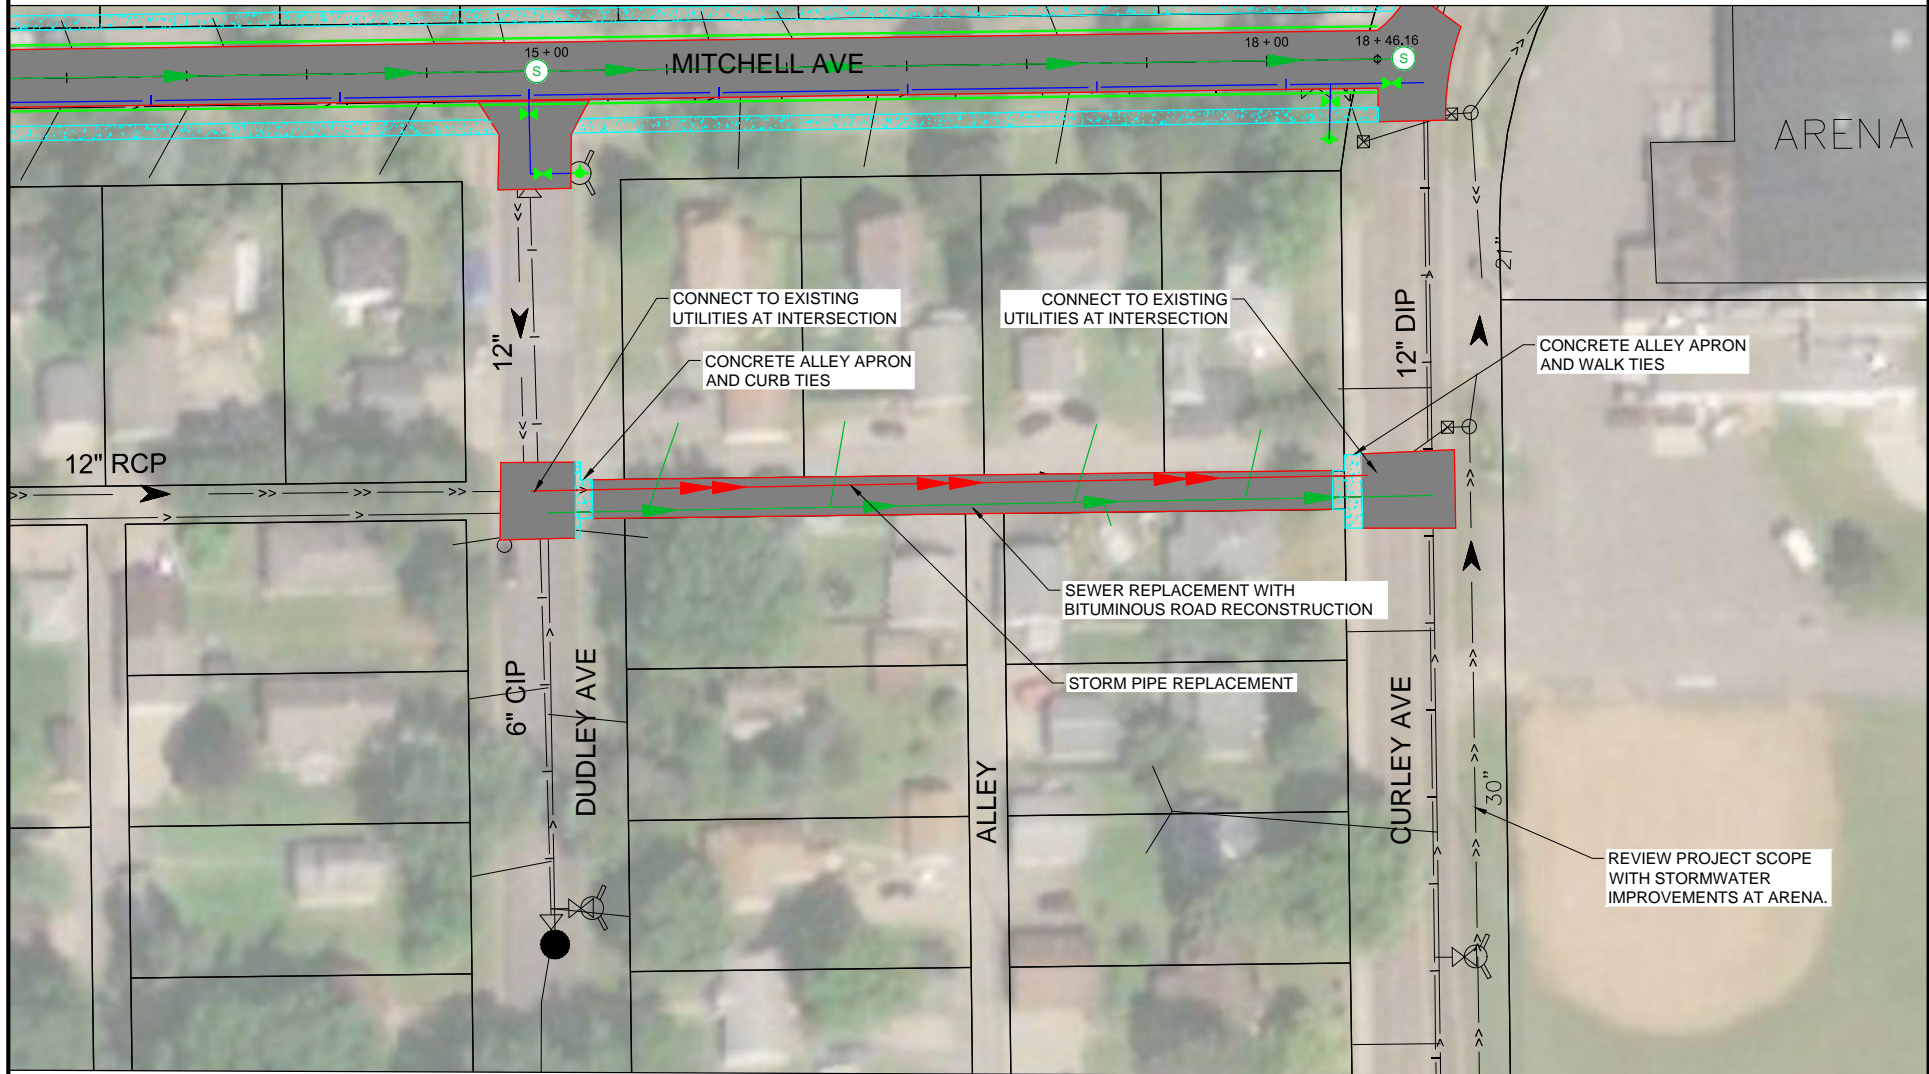 15 + 00
MITCHELL AVE
18 + 00
18 + 46.16
S
S
ARENA
21"
CONNECT TO EXISTING
UTILITIES AT INTERSECTION
CONNECT TO EXISTING
UTILITIES AT INTERSECTION
12"
12" DIP
CONCRETE ALLEY APRON
AND CURB TIES
CONCRETE ALLEY APRON
AND WALK TIES
12" RCP
SEWER REPLACEMENT WITH
BITUMINOUS ROAD RECONSTRUCTION
STORM PIPE REPLACEMENT
6" CIP
DUDLEY AVE
ALLEY
CURLEY AVE
30"
REVIEW PROJECT SCOPE
WITH STORMWATER
IMPROVEMENTS AT ARENA.